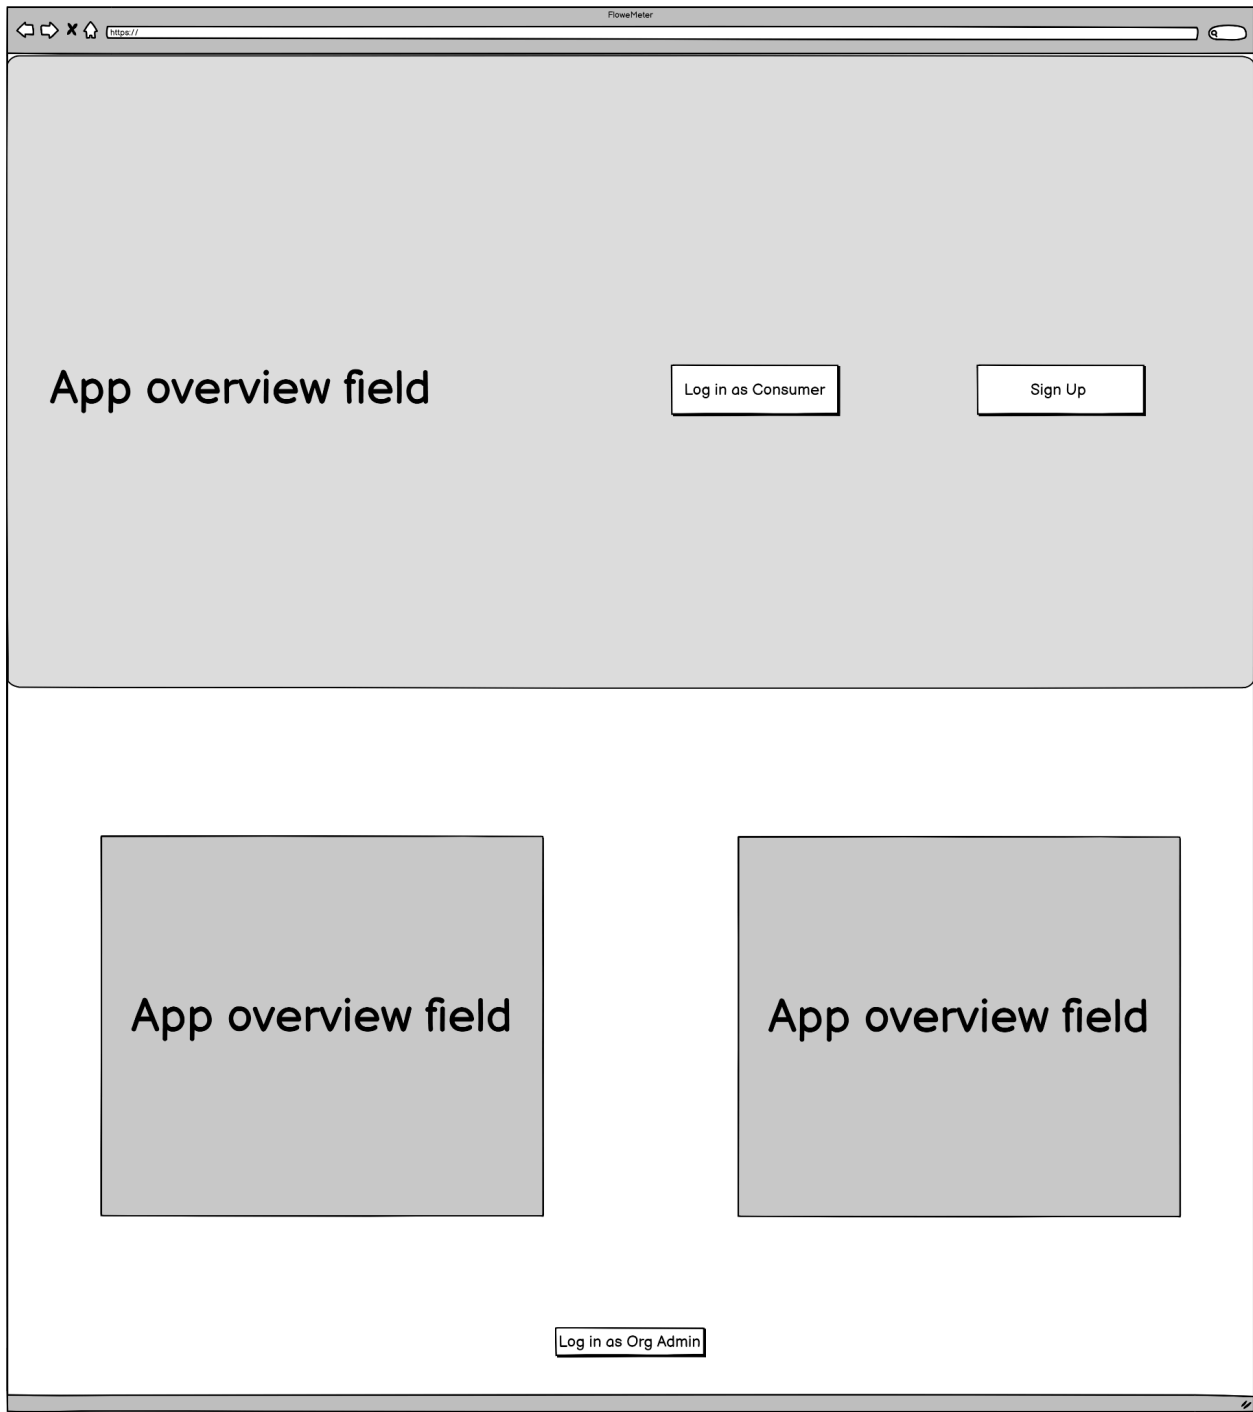 FloweMeter
https://
App overview field
Log in as Consumer
Sign Up
App overview field
App overview field
Log in as Org Admin